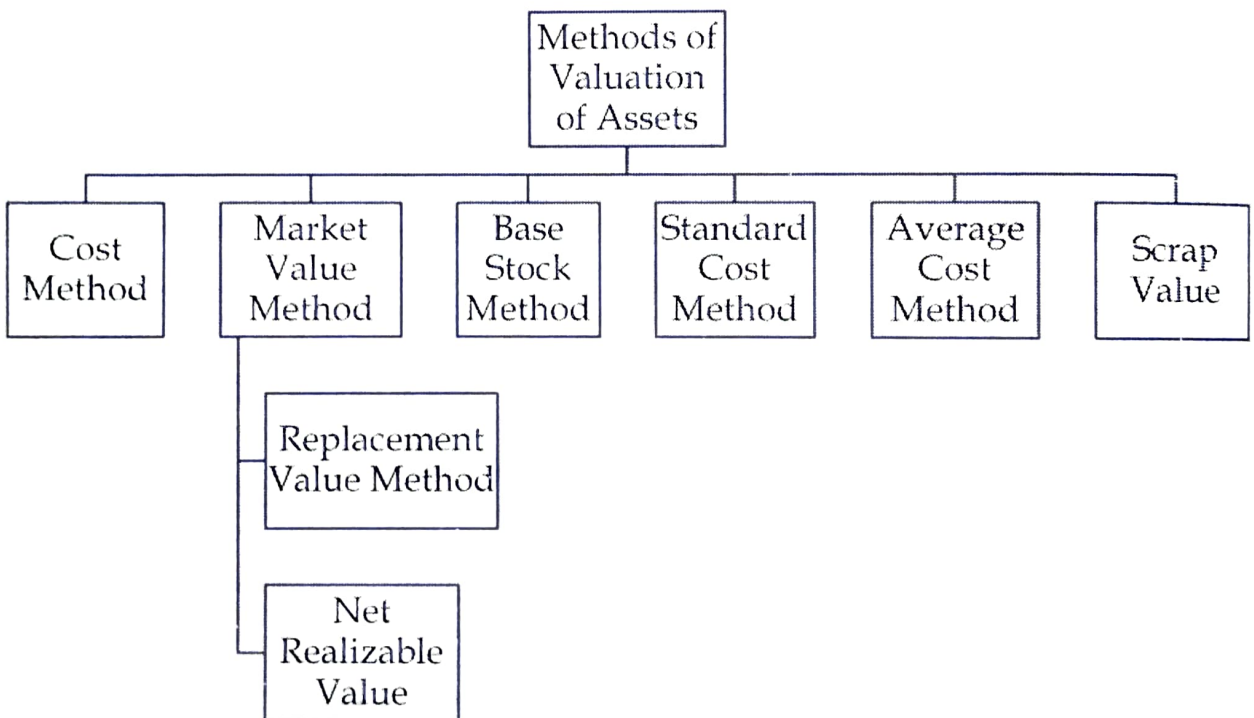 Methods of
Valuation
of Assets
Cost
Method
Market
Value
Method
Base
Stock
Method
Standard
Cost
Method
Average
Cost
Method
Scrap
Value
Replacement
Value Method
Net
Realizable
Value